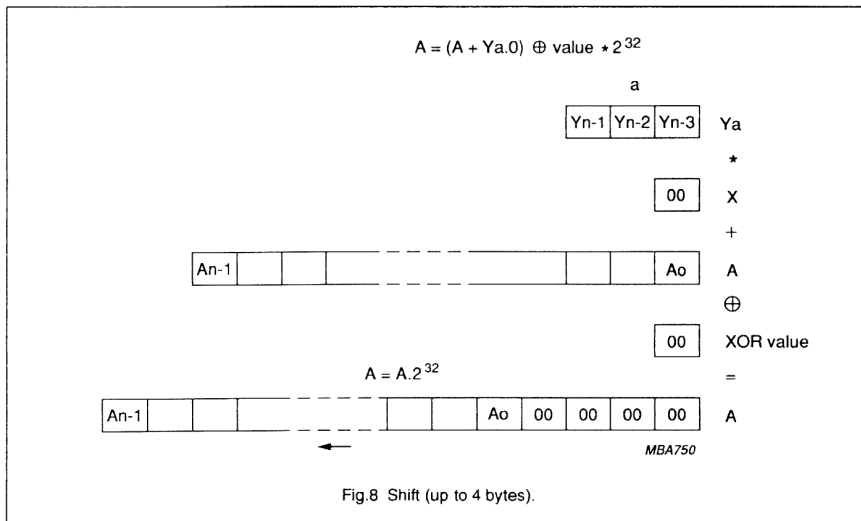 A = (A + Ya.0) ⊕ value * 2^32
a
Yn-1 Yn-2 Yn-3 Ya
*
00 X
+
An-1 Ao A
⊕
00 XOR value
A = A.2^32 =
An-1 Ao 00 00 00 00 A
MBA750
Fig.8 Shift (up to 4 bytes).